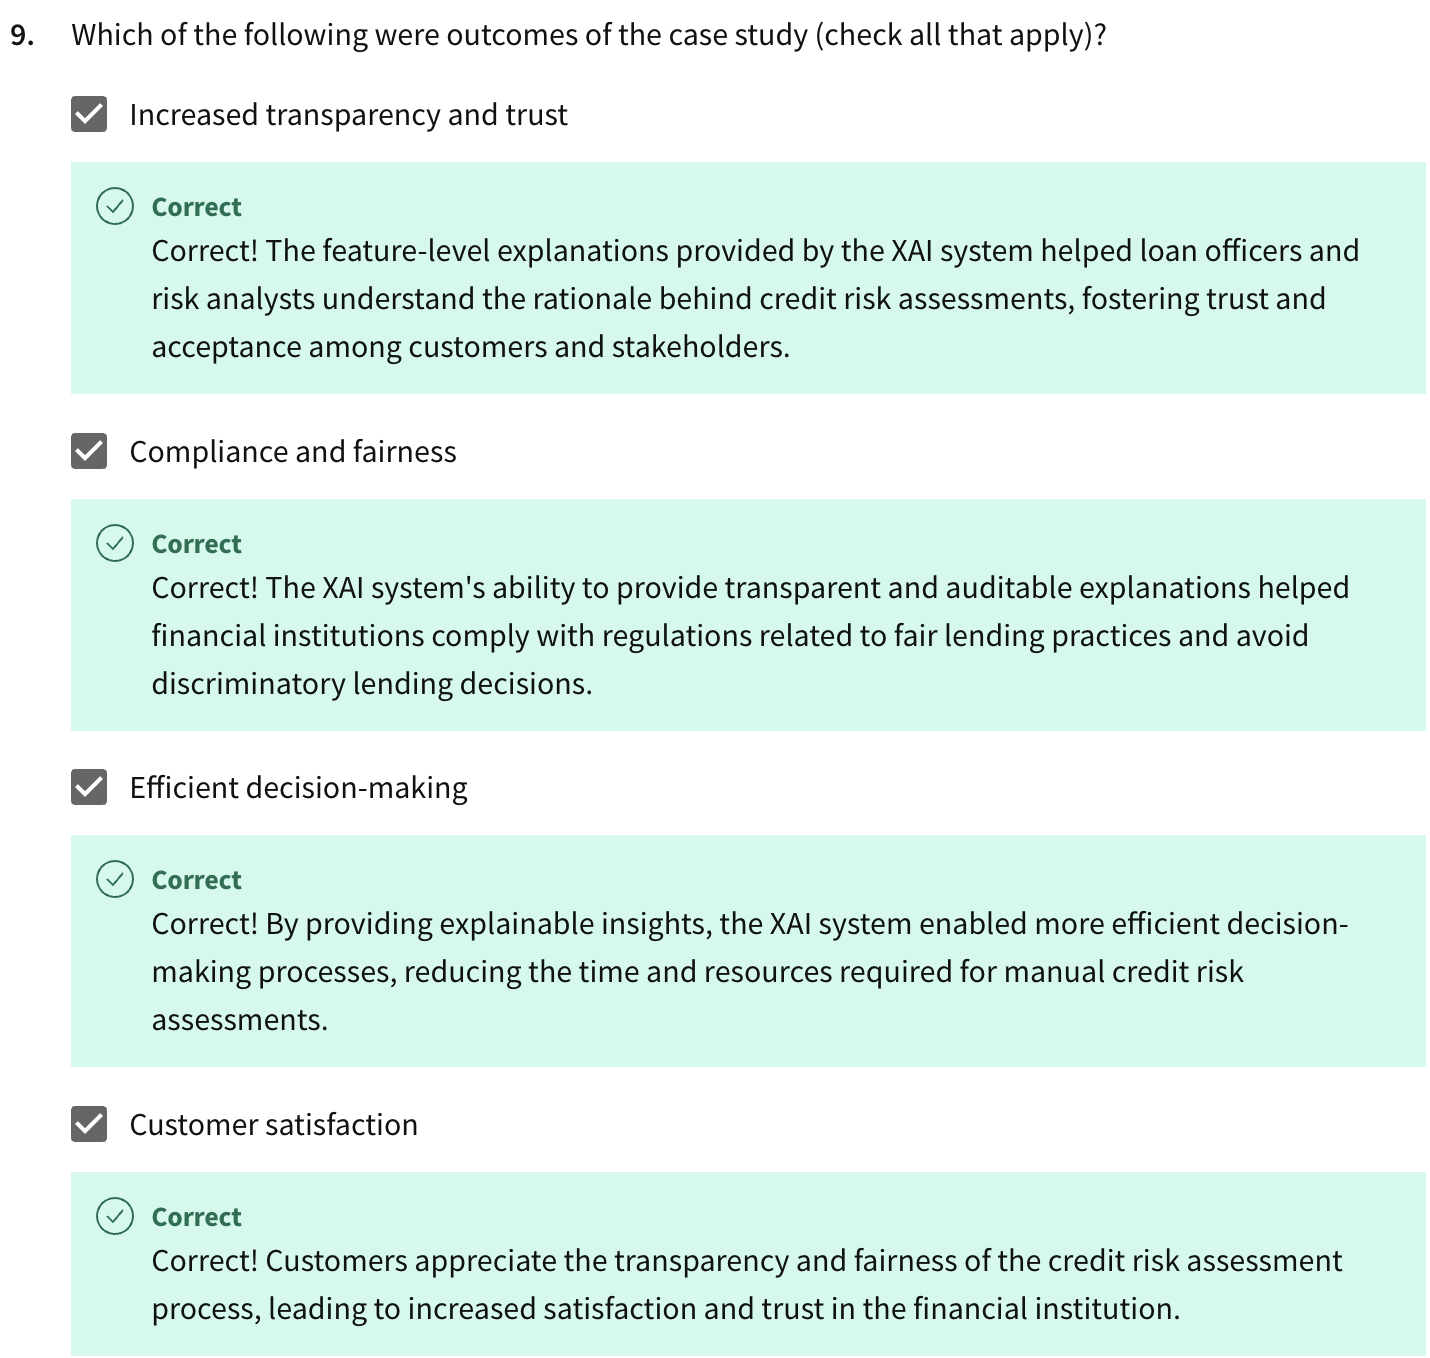 9. Which of the following were outcomes of the case study (check all that apply)?
Increased transparency and trust
Correct
Correct! The feature-level explanations provided by the XAI system helped loan officers and
risk analysts understand the rationale behind credit risk assessments, fostering trust and
acceptance among customers and stakeholders.
Compliance and fairness
Correct
Correct! The XAI system's ability to provide transparent and auditable explanations helped
financial institutions comply with regulations related to fair lending practices and avoid
discriminatory lending decisions.
Efficient decision-making
Correct
Correct! By providing explainable insights, the XAI system enabled more efficient decision-
making processes, reducing the time and resources required for manual credit risk
assessments.
Customer satisfaction
Correct
Correct! Customers appreciate the transparency and fairness of the credit risk assessment
process, leading to increased satisfaction and trust in the financial institution.